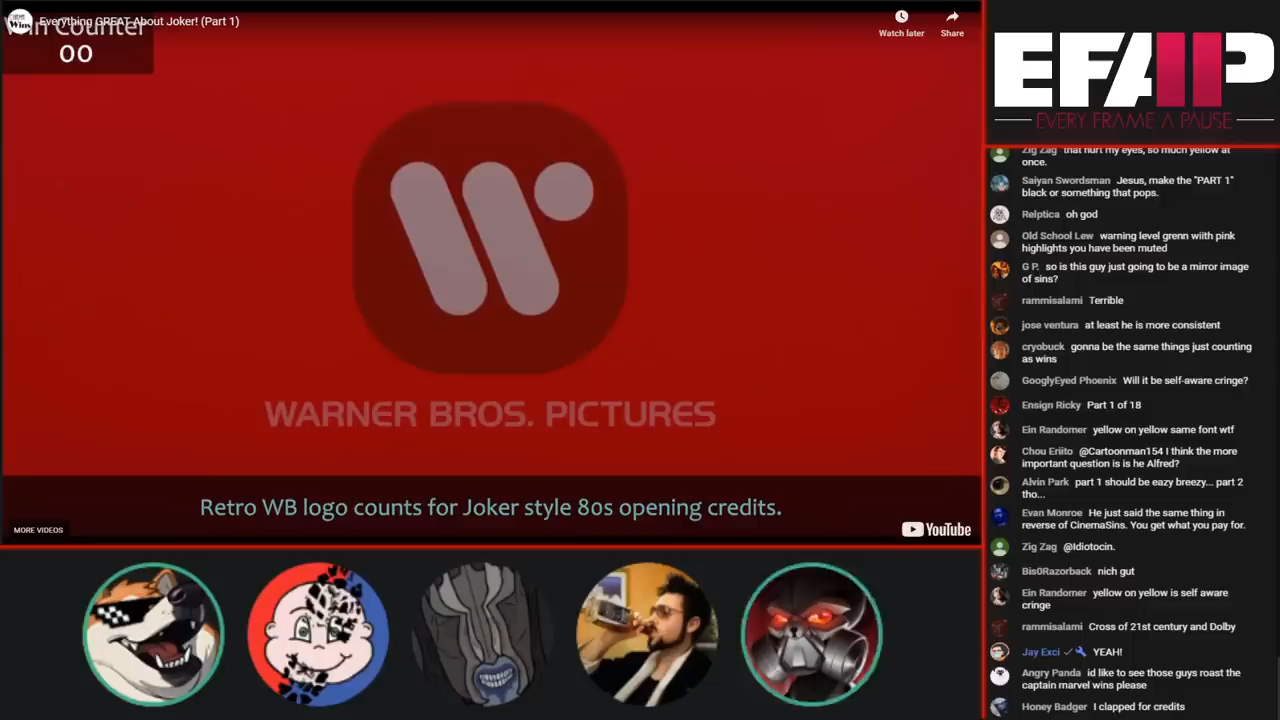 Everything GREAT About Joker! (Part 1)
Win Counter
00
Watch later
Share
WARNER BROS. PICTURES
Retro WB logo counts for Joker style 80s opening credits.
MORE VIDEOS
YouTube
EFAP
EVERY FRAME A PAUSE
Zig Zag that hurt my eyes, so much yellow at
once.
Saiyan Swordsman Jesus, make the "PART 1"
black or something that pops.
Relptica oh god
Old School Lew warning level grenn wiith pink
highlights you have been muted
G P. so is this guy just going to be a mirror image
of sins?
rammisalami Terrible
jose ventura at least he is more consistent
cryobuck gonna be the same things just counting
as wins
GooglyEyed Phoenix Will it be self-aware cringe?
Ensign Ricky Part 1 of 18
Ein Randomer yellow on yellow same font wtf
Chou Eriito @Cartoonman154 I think the more
important question is is he Alfred?
Alvin Park part 1 should be eazy breezy... part 2
tho...
Evan Monroe He just said the same thing in
reverse of CinemaSins. You get what you pay for.
Zig Zag @Idiotocin.
Bis0Razorback nich gut
Ein Randomer yellow on yellow is self aware
cringe
rammisalami Cross of 21st century and Dolby
Jay Exci YEAH!
Angry Panda id like to see those guys roast the
captain marvel wins please
Honey Badger I clapped for credits